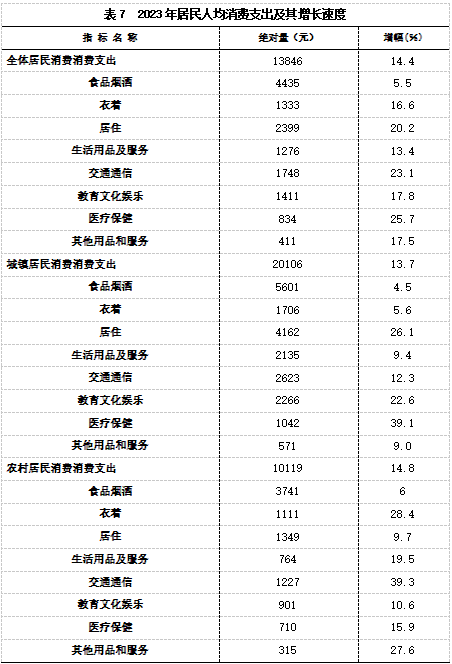 表 7 2023 年居民人均消费支出及其增长速度
指 标 名 称 绝对量（元） 增幅(%)
全体居民消费消费支出 13846 14.4
食品烟酒 4435 5.5
衣着 1333 16.6
居住 2399 20.2
生活用品及服务 1276 13.4
交通通信 1748 23.1
教育文化娱乐 1411 17.8
医疗保健 834 25.7
其他用品和服务 411 17.5
城镇居民消费消费支出 20106 13.7
食品烟酒 5601 4.5
衣着 1706 5.6
居住 4162 26.1
生活用品及服务 2135 9.4
交通通信 2623 12.3
教育文化娱乐 2266 22.6
医疗保健 1042 39.1
其他用品和服务 571 9.0
农村居民消费消费支出 10119 14.8
食品烟酒 3741 6
衣着 1111 28.4
居住 1349 9.7
生活用品及服务 764 19.5
交通通信 1227 39.3
教育文化娱乐 901 10.6
医疗保健 710 15.9
其他用品和服务 315 27.6